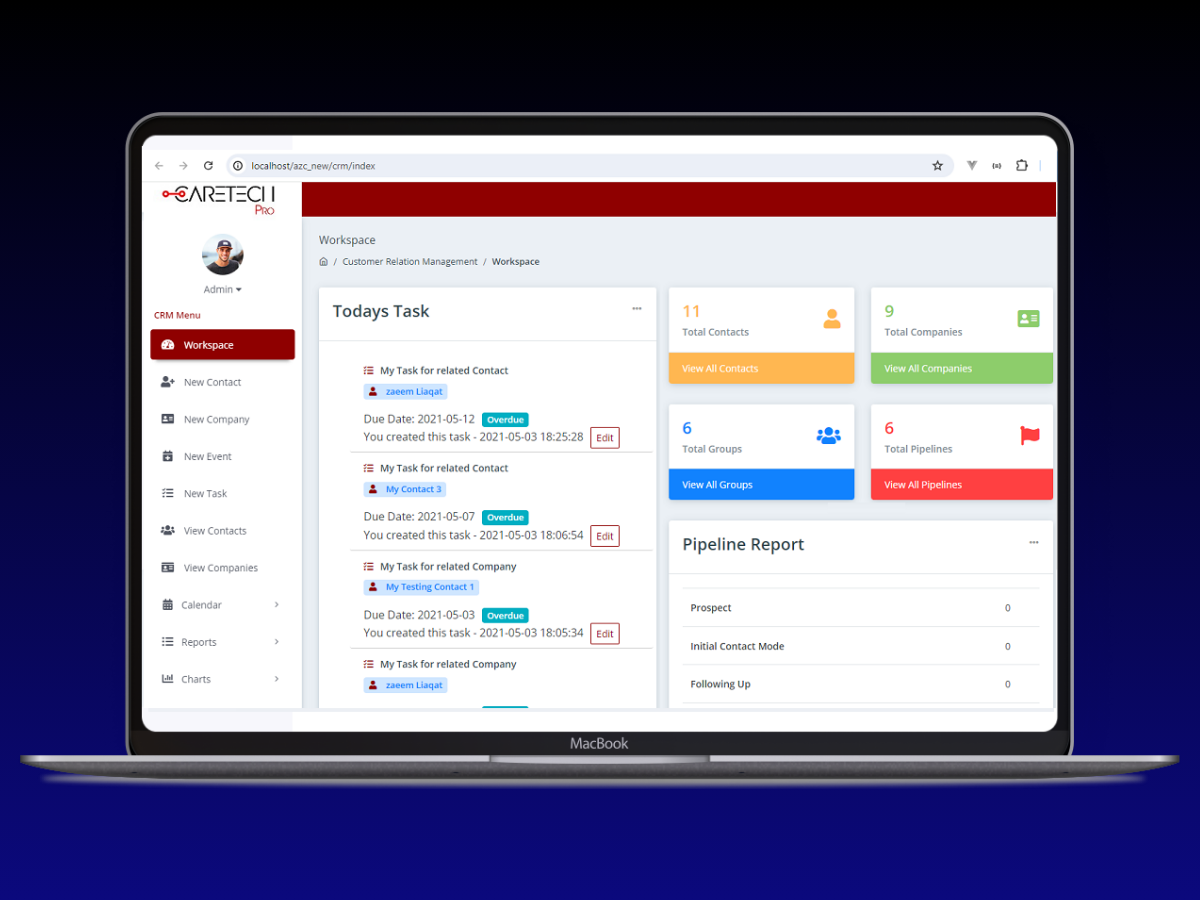 localhost/azc_new/crm/index
CARETECH
PRO
Admin
CRM Menu
Workspace
New Contact
New Company
New Event
New Task
View Contacts
View Companies
Calendar
Reports
Charts
Workspace
/ Customer Relation Management / Workspace
Todays Task
My Task for related Contact
zaeem Liaqat
Due Date: 2021-05-12 Overdue
You created this task - 2021-05-03 18:25:28 Edit
My Task for related Contact
My Contact 3
Due Date: 2021-05-07 Overdue
You created this task - 2021-05-03 18:06:54 Edit
My Task for related Company
My Testing Contact 1
Due Date: 2021-05-03 Overdue
You created this task - 2021-05-03 18:05:34 Edit
My Task for related Company
zaeem Liaqat
11
Total Contacts
View All Contacts
9
Total Companies
View All Companies
6
Total Groups
View All Groups
6
Total Pipelines
View All Pipelines
Pipeline Report
Prospect 0
Initial Contact Mode 0
Following Up 0
MacBook